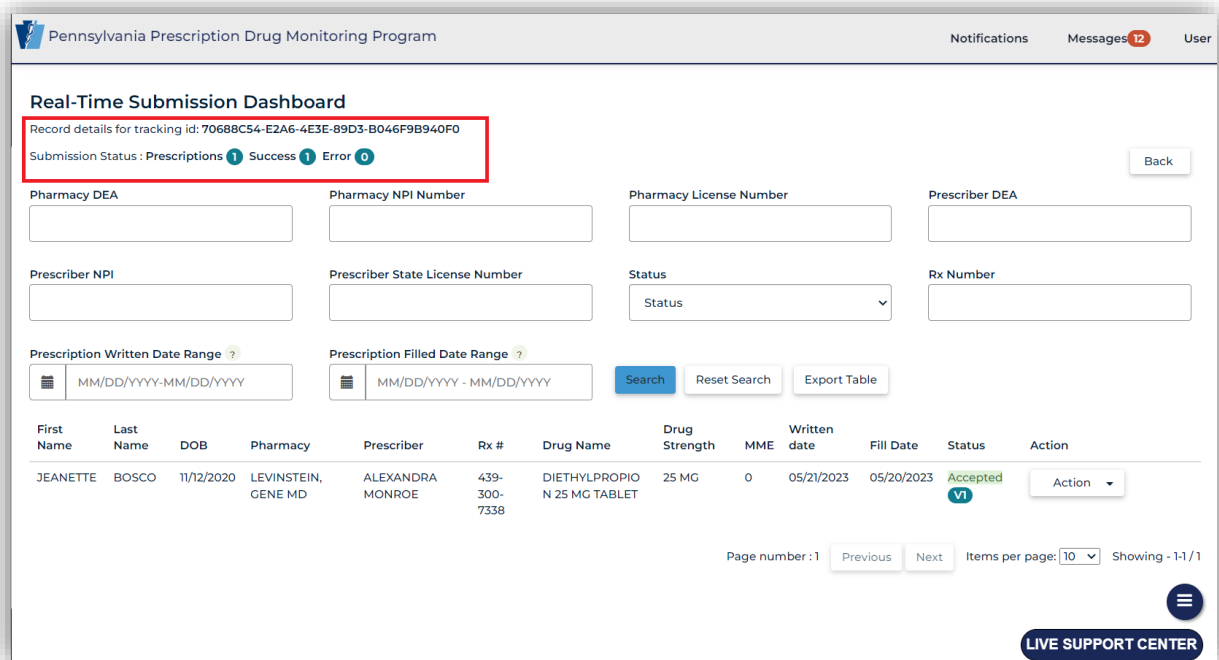 Pennsylvania Prescription Drug Monitoring Program
Notifications Messages 12 User
Real-Time Submission Dashboard
Record details for tracking id: 70688C54-E2A6-4E3E-89D3-B046F9B940F0
Submission Status : Prescriptions 1 Success 1 Error 0
Back
Pharmacy DEA Pharmacy NPI Number Pharmacy License Number Prescriber DEA
Prescriber NPI Prescriber State License Number Status Rx Number
Status
Prescription Written Date Range ? Prescription Filled Date Range ?
MM/DD/YYYY-MM/DD/YYYY MM/DD/YYYY - MM/DD/YYYY Search Reset Search Export Table
First Last Drug Written
Name Name DOB Pharmacy Prescriber Rx # Drug Name Strength MME date Fill Date Status Action
JEANETTE BOSCO 11/12/2020 LEVINSTEIN, ALEXANDRA 439- DIETHYLPROPIO 25 MG 0 05/21/2023 05/20/2023 Accepted Action
GENE MD MONROE 300- N 25 MG TABLET V1
7338
Page number : 1 Previous Next Items per page: 10 Showing - 1-1 / 1
LIVE SUPPORT CENTER